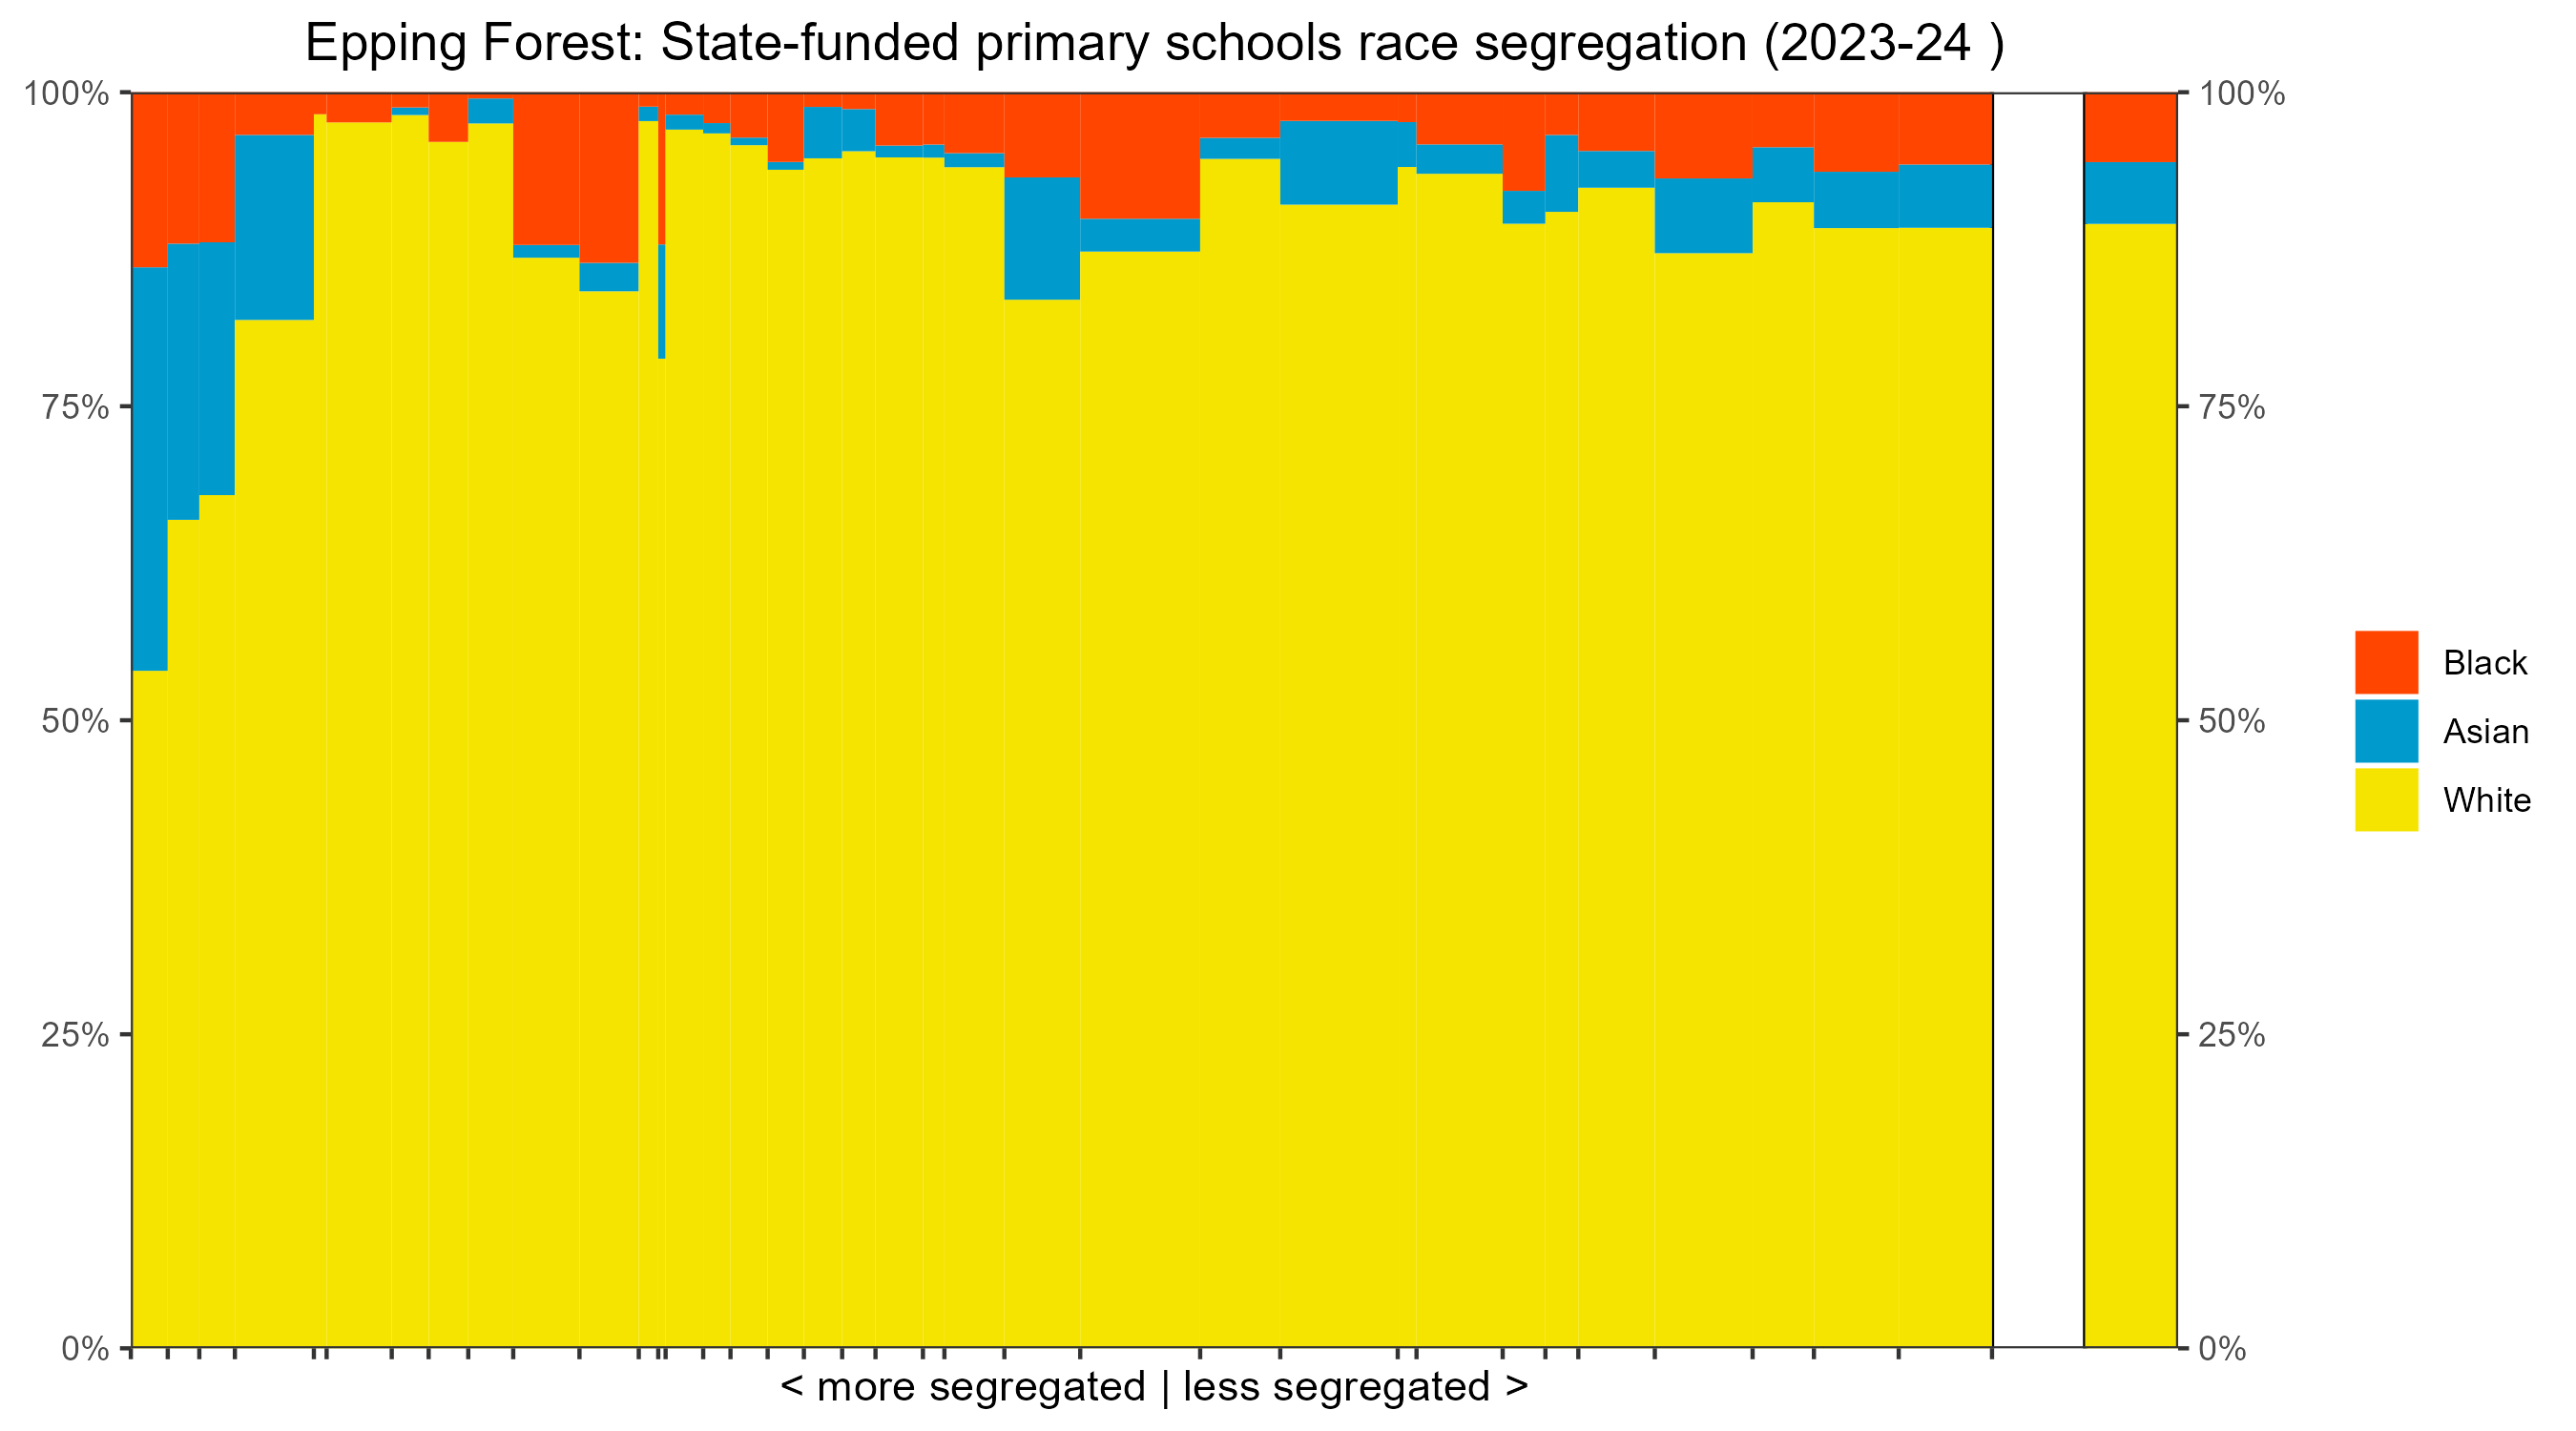 Epping Forest: State-funded primary schools race segregation (2023-24 )
100%
75%
50%
25%
0%
100%
75%
50%
25%
0%
Black
Asian
White
< more segregated | less segregated >